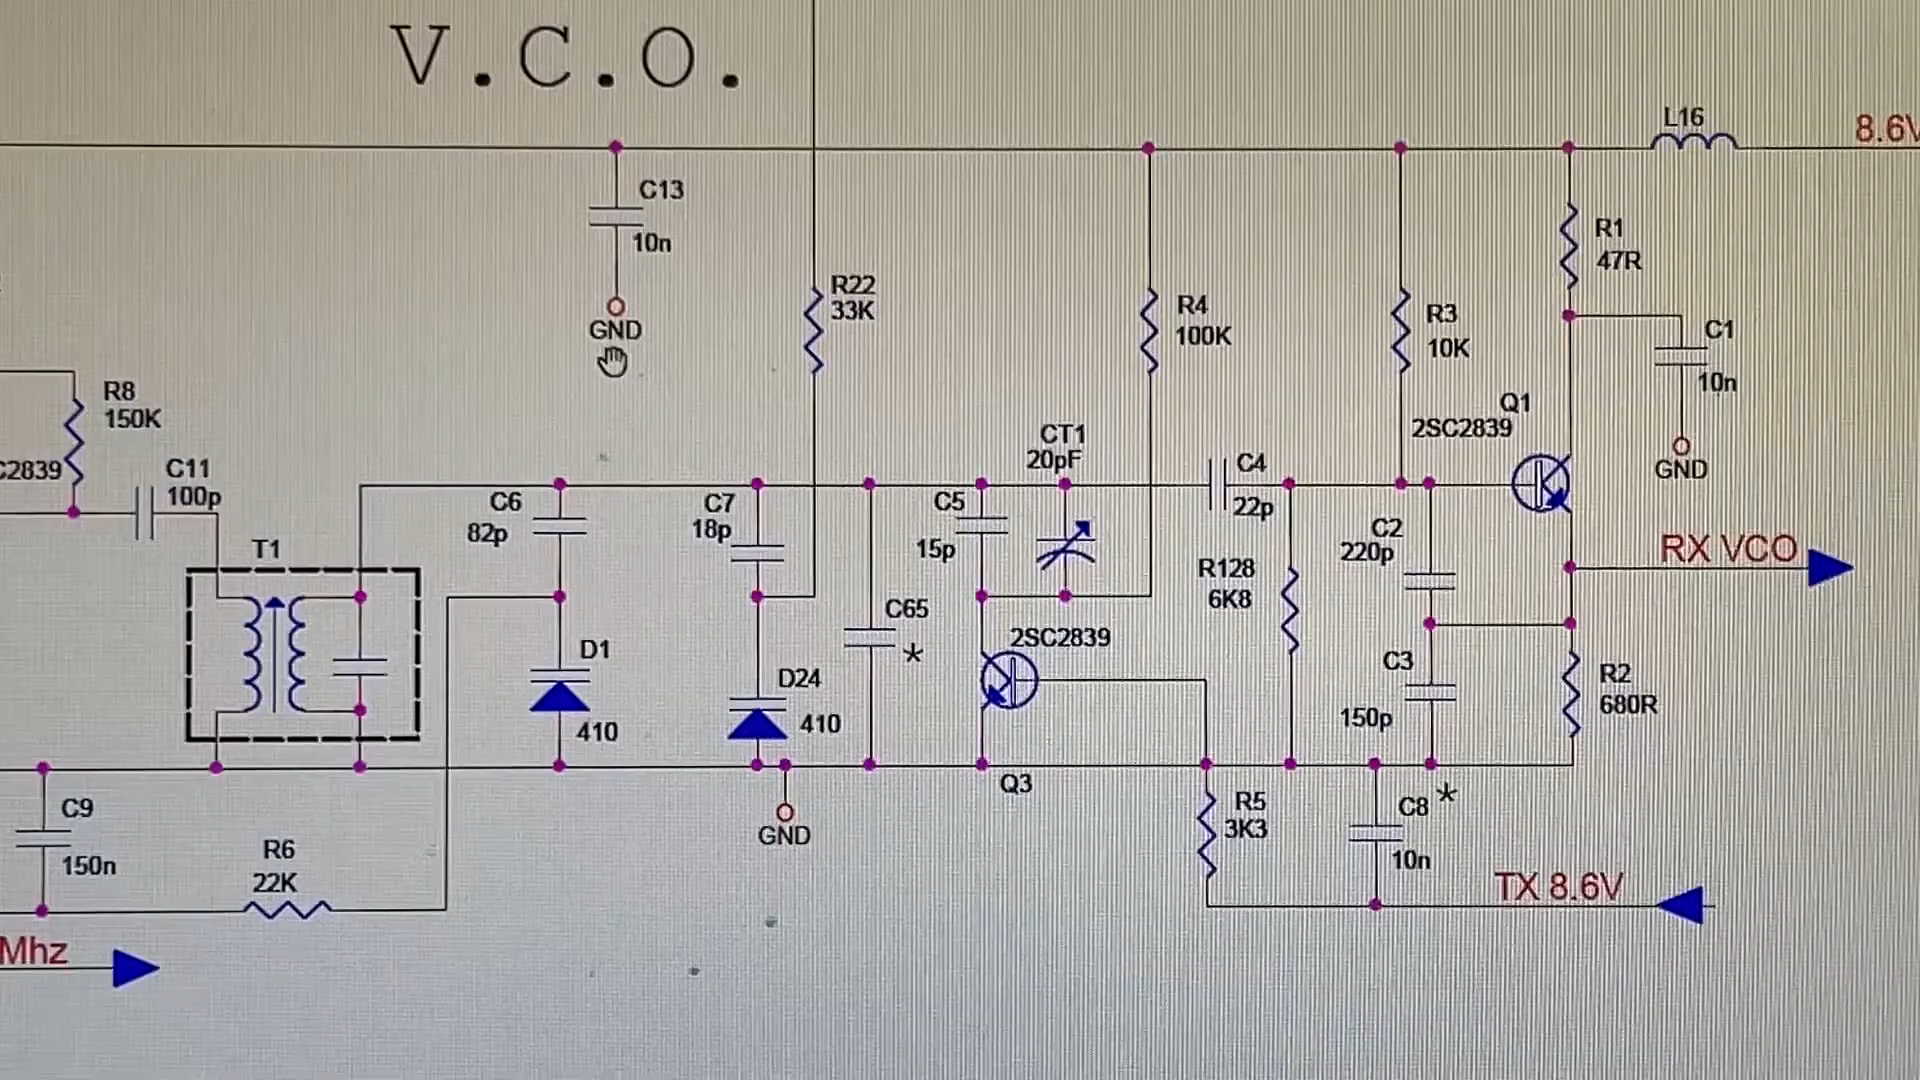 V.C.O.
L16
8.6V
C13
10n
GND
R1
47R
R22
33K
R4
100K
R3
10K
C1
10n
GND
R8
150K
C2839
C11
100p
T1
C6
82p
C7
18p
C5
15p
CT1
20pF
C4
22p
Q1
2SC2839
C2
220p
RX VCO
R128
6K8
C65
*
2SC2839
D1
410
D24
410
C3
150p
R2
680R
Q3
GND
C9
150n
R6
22K
R5
3K3
C8
*
10n
TX 8.6V
Mhz